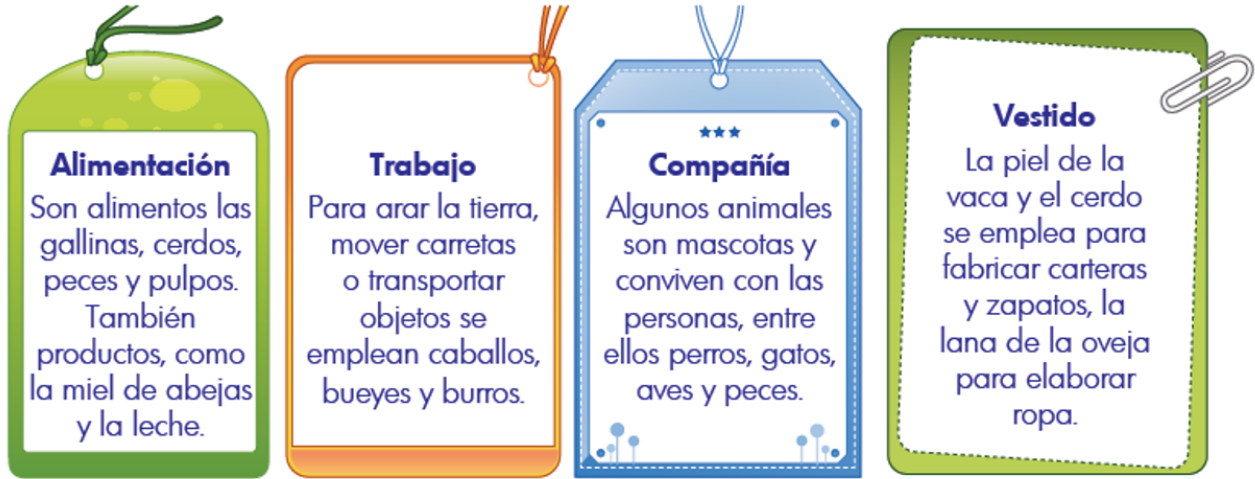 Alimentación
Son alimentos las
gallinas, cerdos,
peces y pulpos.
También
productos, como
la miel de abejas
y la leche.
Trabajo
Para arar la tierra,
mover carretas
o transportar
objetos se
emplean caballos,
bueyes y burros.
Compañía
Algunos animales
son mascotas y
conviven con las
personas, entre
ellos perros, gatos,
aves y peces.
Vestido
La piel de la
vaca y el cerdo
se emplea para
fabricar carteras
y zapatos, la
lana de la oveja
para elaborar
ropa.